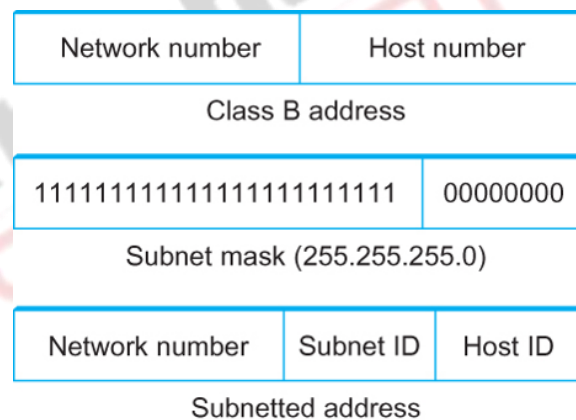 Network number Host number
Class B address
111111111111111111111111 00000000
Subnet mask (255.255.255.0)
Network number Subnet ID Host ID
Subnetted address